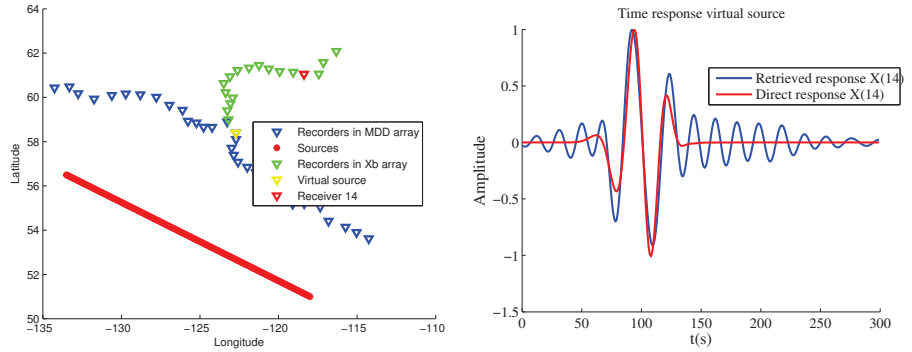 64
62
60
58
56
54
52
50
−135
−130
−125
−120
−115
−110
Latitude
Longitude
Recorders in MDD array
Sources
Recorders in Xb array
Virtual source
Receiver 14
Time response virtual source
1
0.5
0
−0.5
−1
−1.5
0
50
100
150
200
250
300
Amplitude
t(s)
Retrieved response X(14)
Direct response X(14)